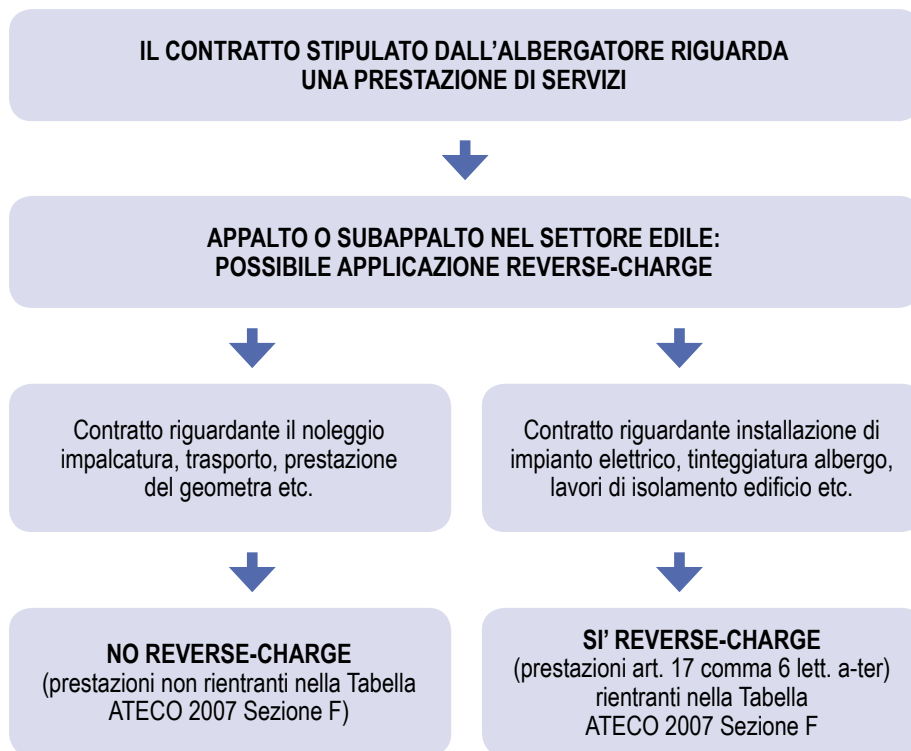 IL CONTRATTO STIPULATO DALL’ALBERGATORE RIGUARDA
UNA PRESTAZIONE DI SERVIZI
APPALTO O SUBAPPALTO NEL SETTORE EDILE:
POSSIBILE APPLICAZIONE REVERSE-CHARGE
Contratto riguardante il noleggio
impalcatura, trasporto, prestazione
del geometra etc.
Contratto riguardante installazione di
impianto elettrico, tinteggiatura albergo,
lavori di isolamento edificio etc.
NO REVERSE-CHARGE
(prestazioni non rientranti nella Tabella
ATECO 2007 Sezione F)
SI’ REVERSE-CHARGE
(prestazioni art. 17 comma 6 lett. a-ter)
rientranti nella Tabella
ATECO 2007 Sezione F